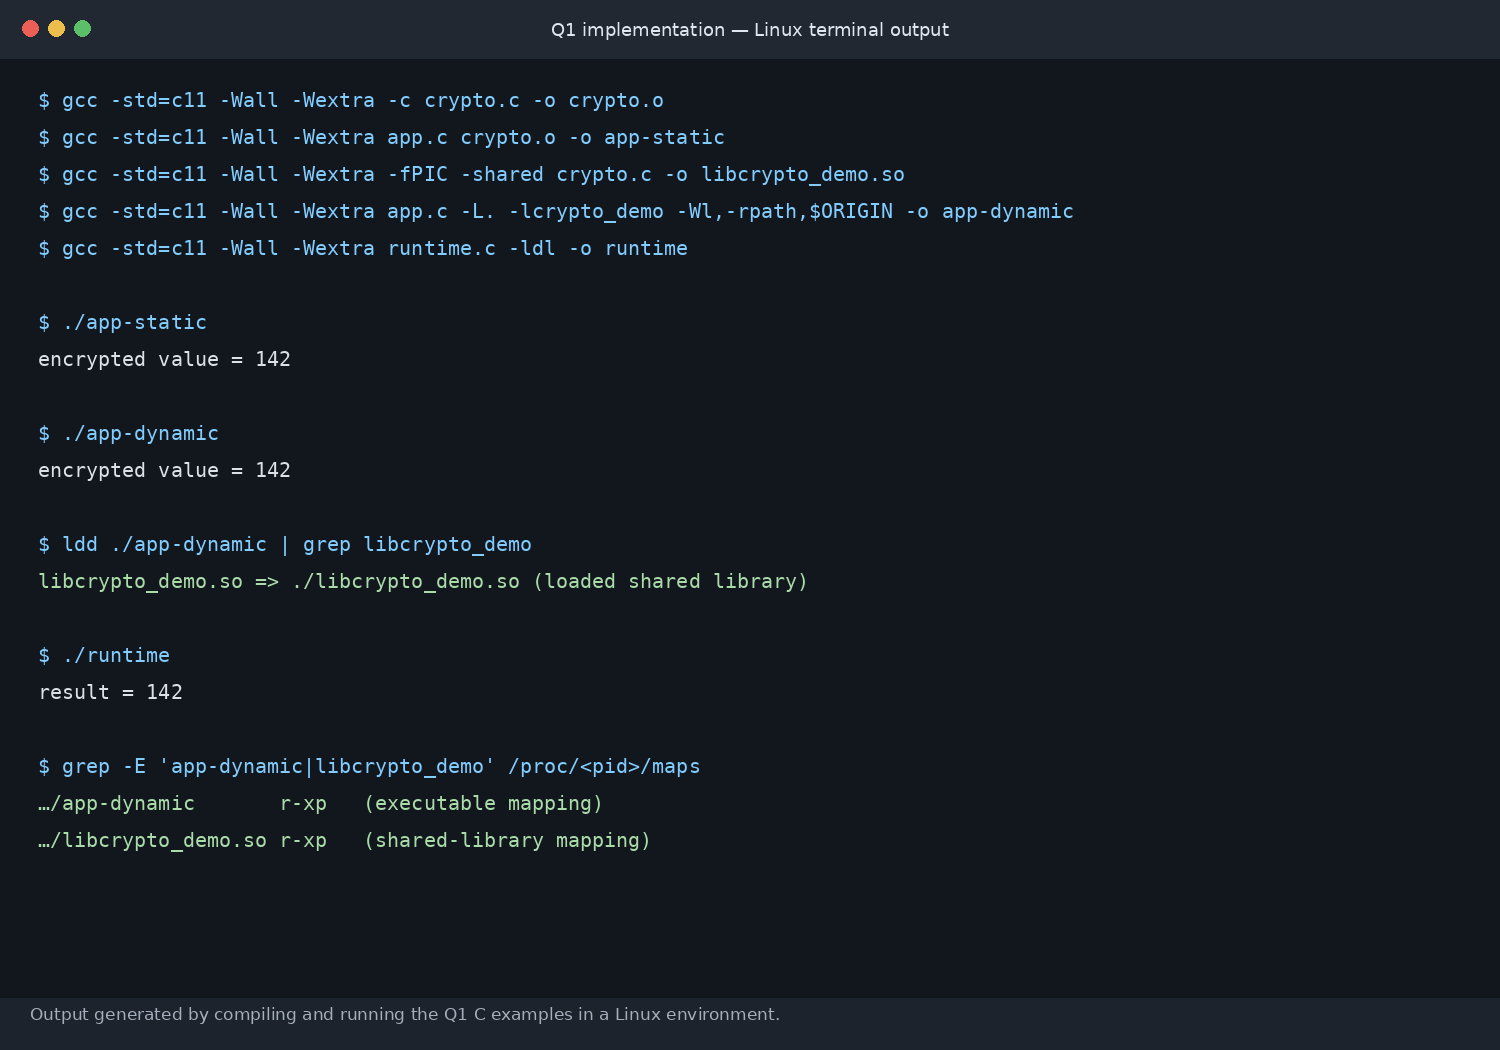 Q1 implementation — Linux terminal output
$ gcc -std=c11 -Wall -Wextra -c crypto.c -o crypto.o
$ gcc -std=c11 -Wall -Wextra app.c crypto.o -o app-static
$ gcc -std=c11 -Wall -Wextra -fPIC -shared crypto.c -o libcrypto_demo.so
$ gcc -std=c11 -Wall -Wextra app.c -L. -lcrypto_demo -Wl,-rpath,$ORIGIN -o app-dynamic
$ gcc -std=c11 -Wall -Wextra runtime.c -ldl -o runtime
$ ./app-static
encrypted value = 142
$ ./app-dynamic
encrypted value = 142
$ ldd ./app-dynamic | grep libcrypto_demo
libcrypto_demo.so => ./libcrypto_demo.so (loaded shared library)
$ ./runtime
result = 142
$ grep -E 'app-dynamic|libcrypto_demo' /proc/<pid>/maps
…/app-dynamic       r-xp   (executable mapping)
…/libcrypto_demo.so r-xp   (shared-library mapping)
Output generated by compiling and running the Q1 C examples in a Linux environment.